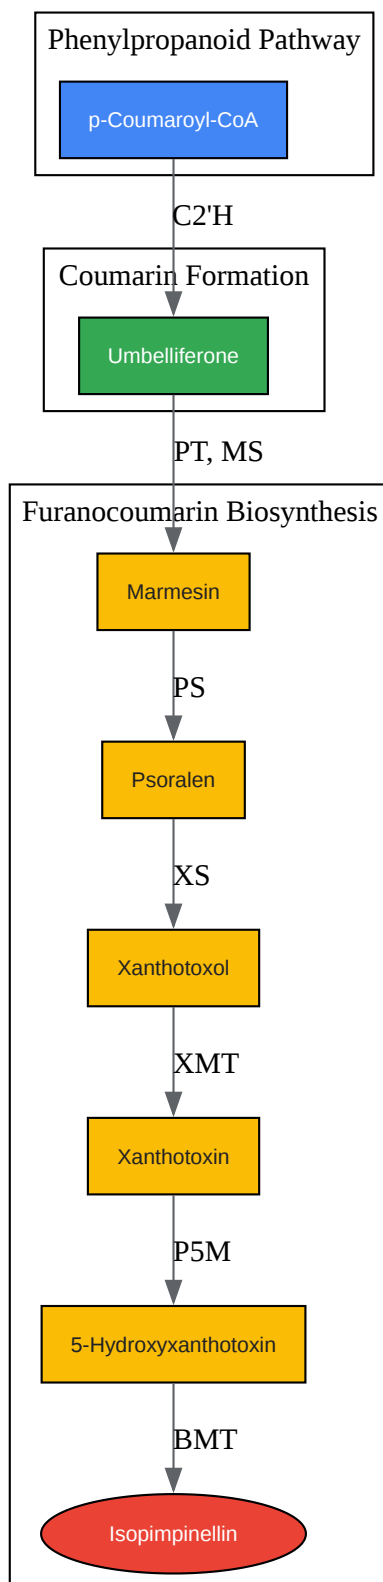 Phenylpropanoid Pathway
p-Coumaroyl-CoA
C2'H
Coumarin Formation
Umbelliferone
PT, MS
Furanocoumarin Biosynthesis
Marmesin
PS
Psoralen
XS
Xanthotoxol
XMT
Xanthotoxin
P5M
5-Hydroxyxanthotoxin
BMT
Isopimpinellin